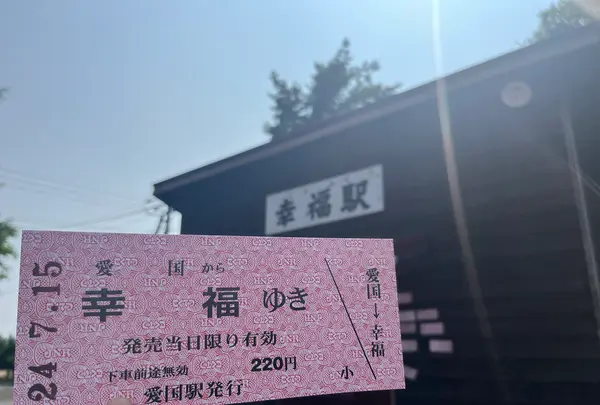 幸福駅
24 7.15
愛国から
幸福ゆき
発売当日限り有効
下車前途無効
220円
愛国駅発行
小
愛国→幸福